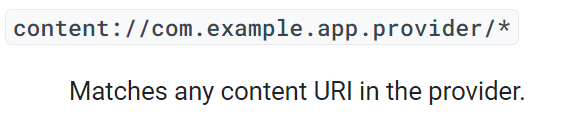 content://com.example.app.provider/*
Matches any content URI in the provider.